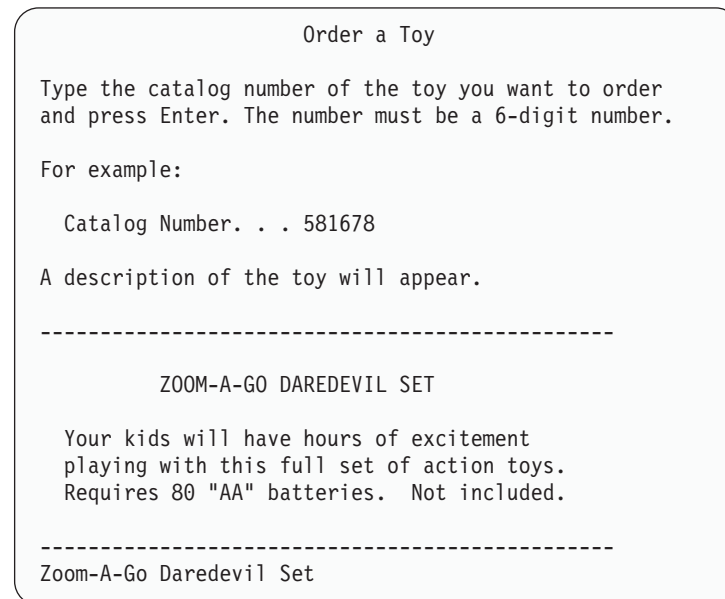 Order a Toy
Type the catalog number of the toy you want to order
and press Enter. The number must be a 6-digit number.
For example:
Catalog Number. . . 581678
A description of the toy will appear.
------------------------------------------------
ZOOM-A-GO DAREDEVIL SET
Your kids will have hours of excitement
playing with this full set of action toys.
Requires 80 "AA" batteries.  Not included.
------------------------------------------------
Zoom-A-Go Daredevil Set